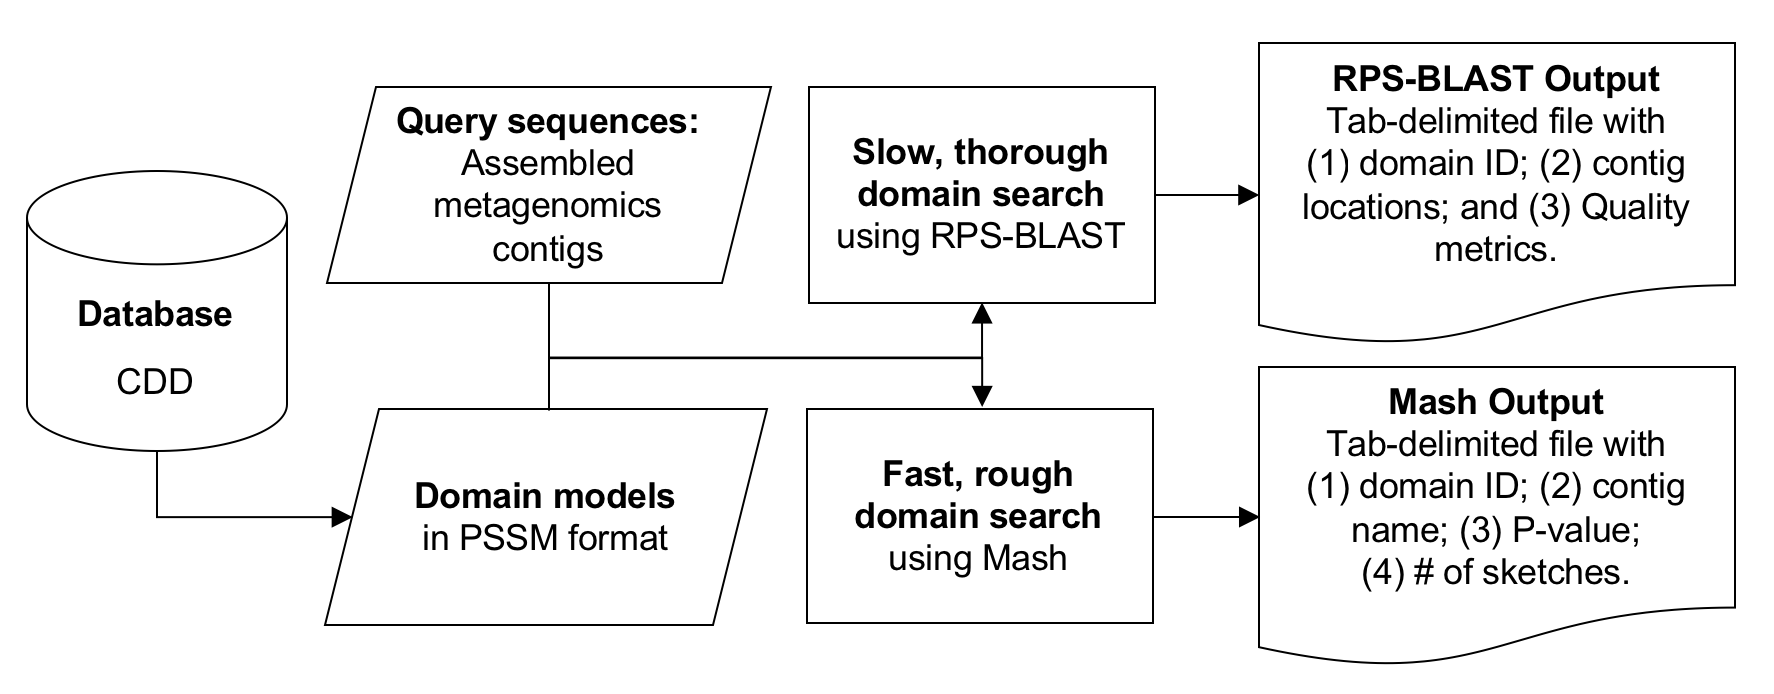 Database
CDD
Query sequences:
Assembled
metagenomics
contigs
Domain models
in PSSM format
Slow, thorough
domain search
using RPS-BLAST
Fast, rough
domain search
using Mash
RPS-BLAST Output
Tab-delimited file with
(1) domain ID; (2) contig
locations; and (3) Quality
metrics.
Mash Output
Tab-delimited file with
(1) domain ID; (2) contig
name; (3) P-value;
(4) # of sketches.